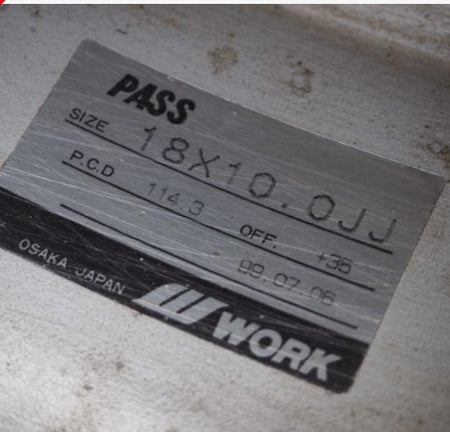 PASS
SIZE 18X10.0JJ
P.C.D 114.3 OFF. +35
99.07.06
OSAKA JAPAN WORK